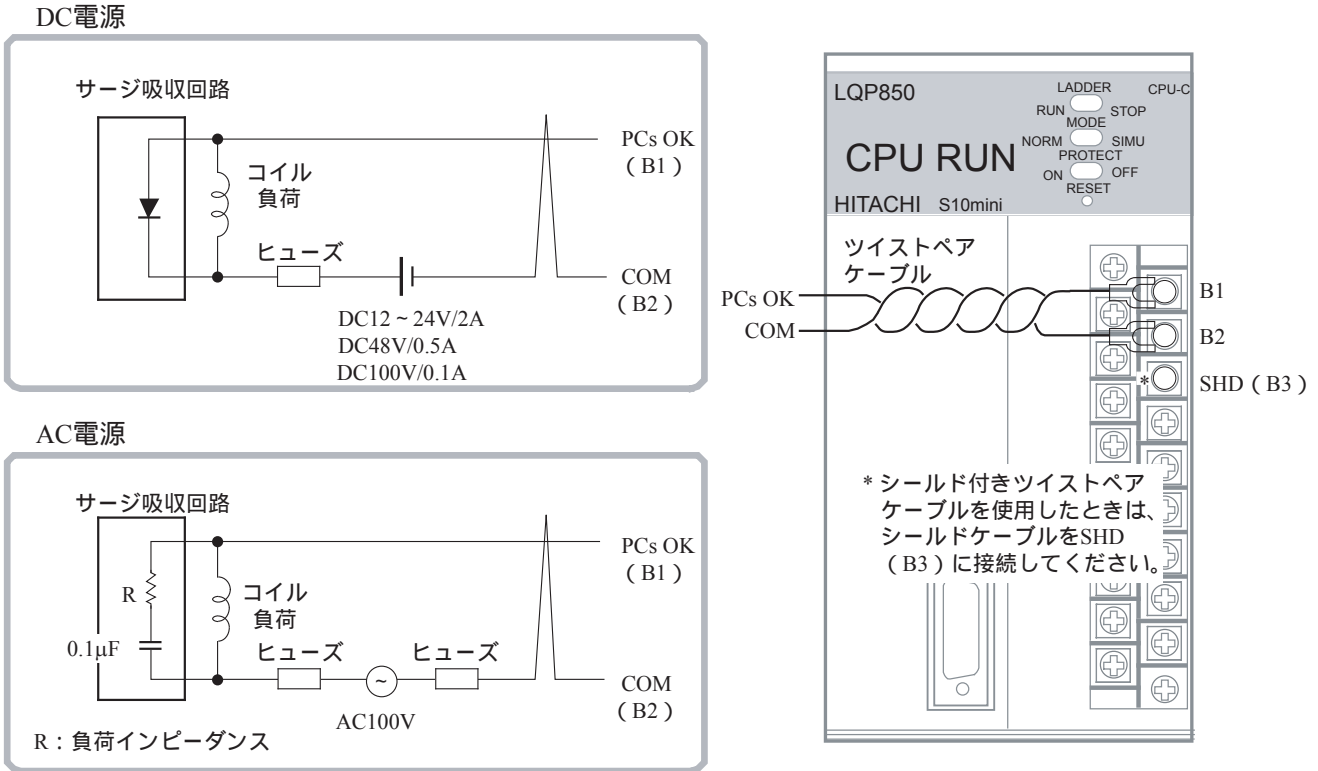 DC電源
サージ吸収回路
コイル
負荷
ヒューズ
PCs OK
（B1）
COM
（B2）
DC12～24V/2A
DC48V/0.5A
DC100V/0.1A
AC電源
サージ吸収回路
R
0.1μF
コイル
負荷
ヒューズ
ヒューズ
~
AC100V
PCs OK
（B1）
COM
（B2）
R：負荷インピーダンス
LQP850
LADDER
CPU-C
RUN
STOP
MODE
NORM
SIMU
PROTECT
ON
OFF
RESET
CPU RUN
HITACHI S10mini
ツイストペア
ケーブル
PCs OK
COM
B1
B2
*
SHD（B3）
* シールド付きツイストペア
ケーブルを使用したときは、
シールドケーブルをSHD
（B3）に接続してください。